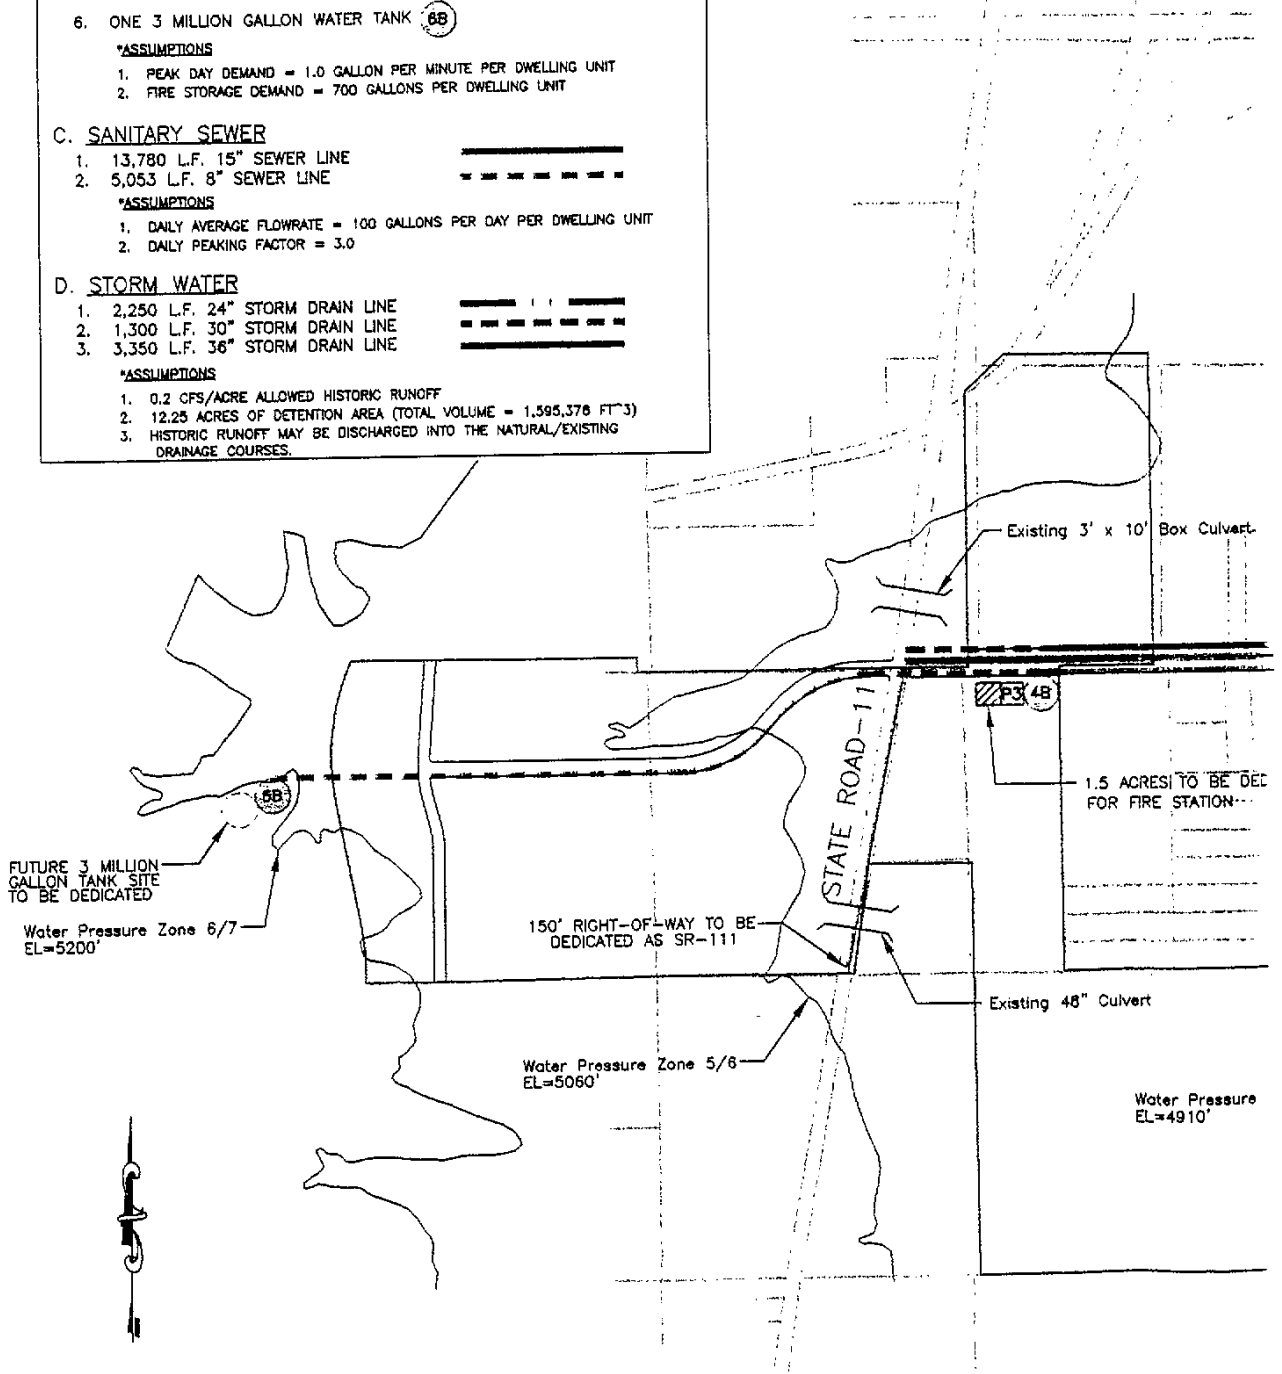 6. ONE 3 MILLION GALLON WATER TANK 6B
*ASSUMPTIONS
1. PEAK DAY DEMAND = 1.0 GALLON PER MINUTE PER DWELLING UNIT
2. FIRE STORAGE DEMAND = 700 GALLONS PER DWELLING UNIT
C. SANITARY SEWER
1. 13,780 L.F. 15" SEWER LINE
2. 5,053 L.F. 8" SEWER LINE
*ASSUMPTIONS
1. DAILY AVERAGE FLOWRATE = 100 GALLONS PER DAY PER DWELLING UNIT
2. DAILY PEAKING FACTOR = 3.0
D. STORM WATER
1. 2,250 L.F. 24" STORM DRAIN LINE
2. 1,300 L.F. 30" STORM DRAIN LINE
3. 3,350 L.F. 36" STORM DRAIN LINE
*ASSUMPTIONS
1. 0.2 CFS/ACRE ALLOWED HISTORIC RUNOFF
2. 12.25 ACRES OF DETENTION AREA (TOTAL VOLUME = 1,595,376 FT^3)
3. HISTORIC RUNOFF MAY BE DISCHARGED INTO THE NATURAL/EXISTING
DRAINAGE COURSES.
Existing 3' x 10' Box Culvert
P3 4B
1.5 ACRES TO BE DED
FOR FIRE STATION
STATE ROAD-11
6B
FUTURE 3 MILLION
GALLON TANK SITE
TO BE DEDICATED
Water Pressure Zone 6/7
EL=5200'
150' RIGHT-OF-WAY TO BE
DEDICATED AS SR-111
Existing 48" Culvert
Water Pressure Zone 5/6
EL=5060'
Water Pressure
EL=4910'